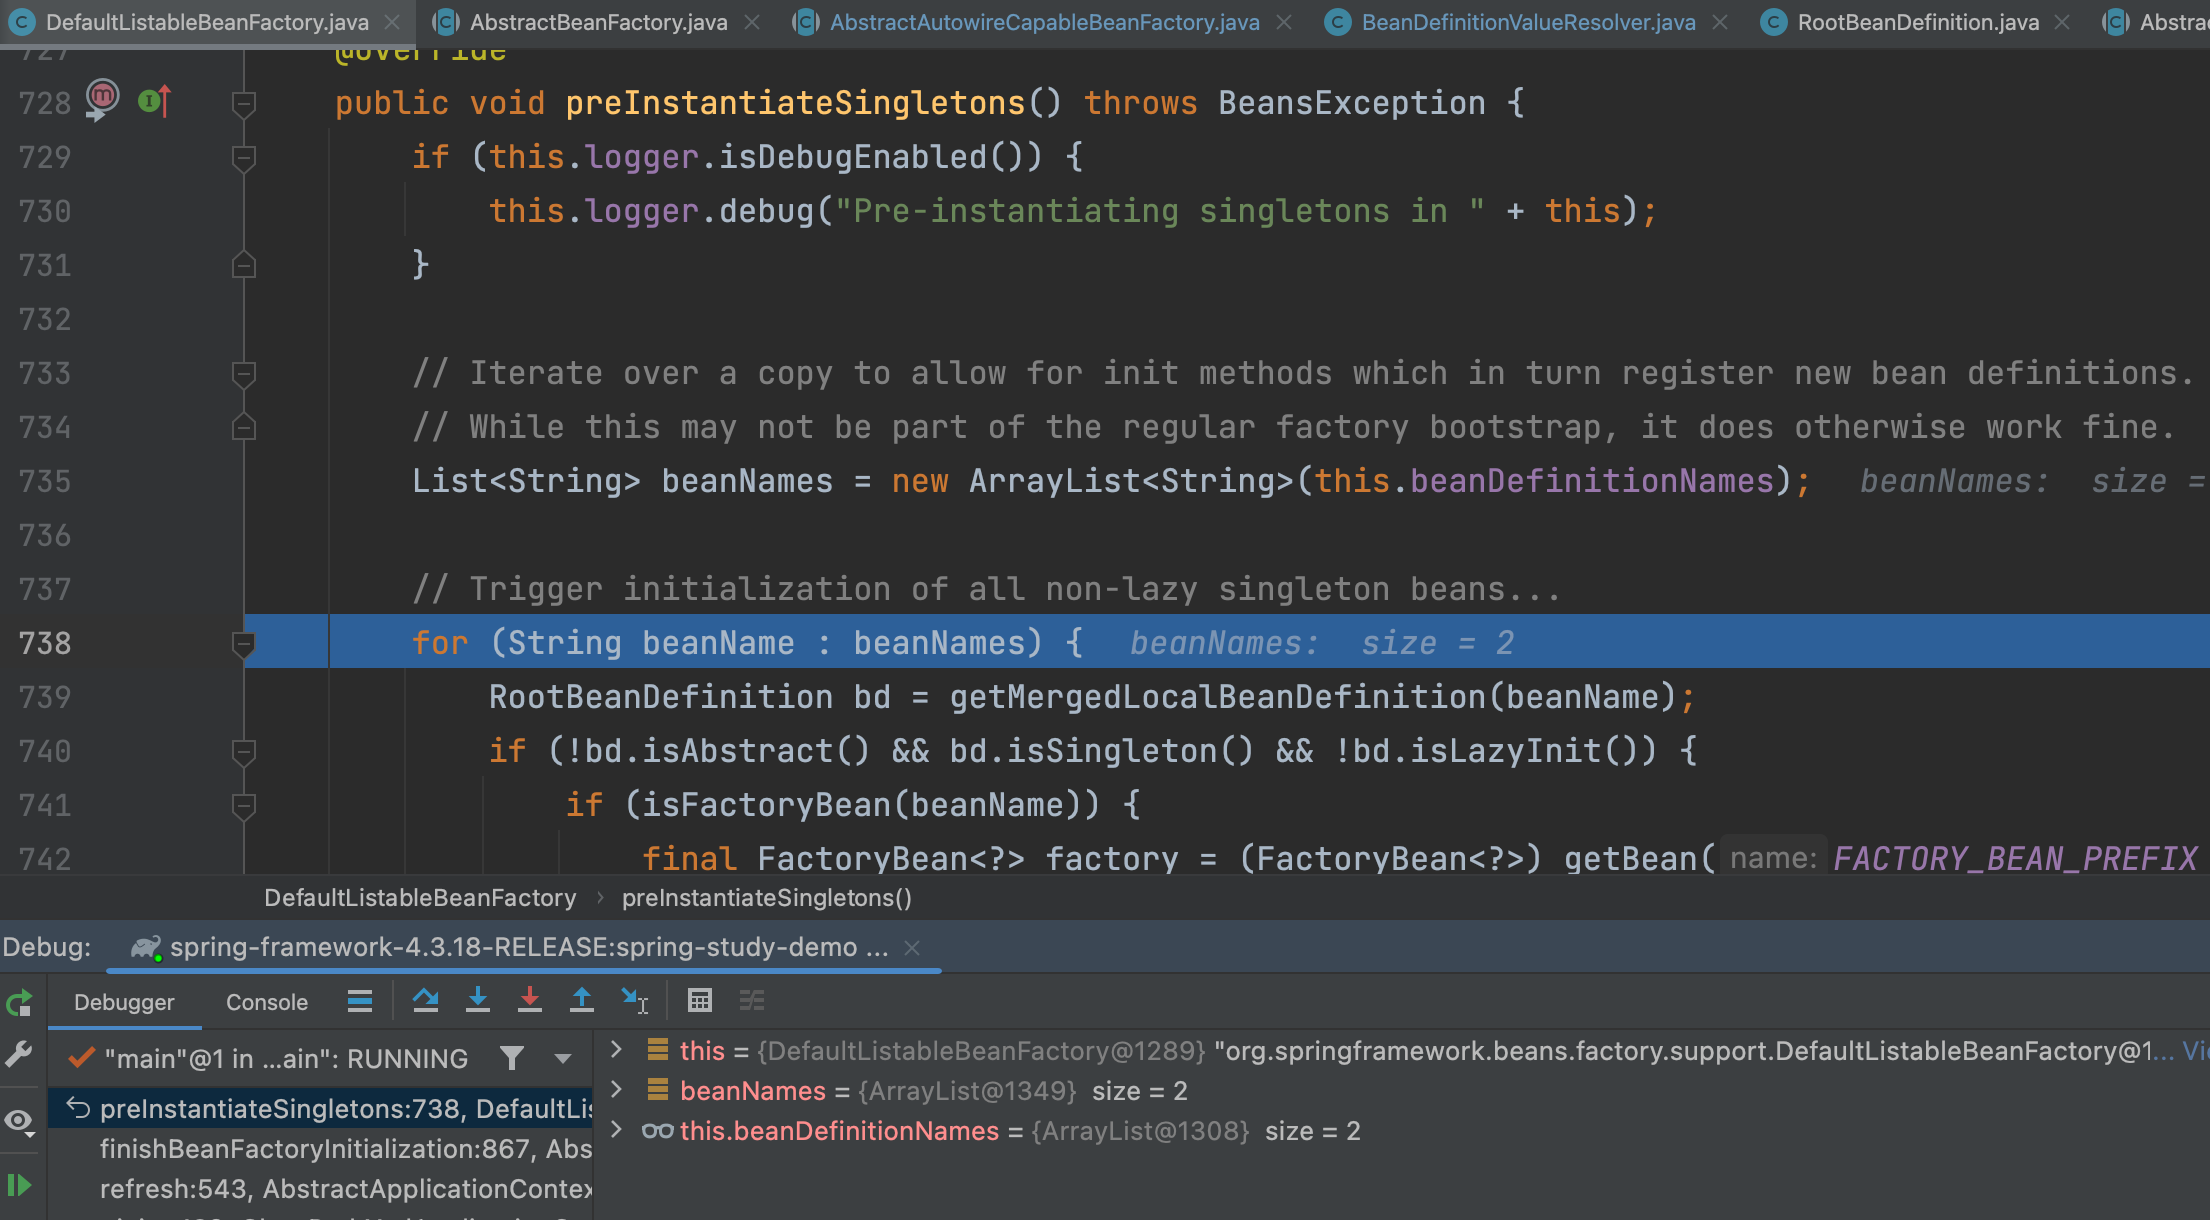 DefaultListableBeanFactory.java AbstractBeanFactory.java AbstractAutowireCapableBeanFactory.java BeanDefinitionValueResolver.java RootBeanDefinition.java Abstrac
727 @Override
728 public void preInstantiateSingletons() throws BeansException {
729 if (this.logger.isDebugEnabled()) {
730 this.logger.debug("Pre-instantiating singletons in " + this);
731 }
732
733 // Iterate over a copy to allow for init methods which in turn register new bean definitions.
734 // While this may not be part of the regular factory bootstrap, it does otherwise work fine.
735 List<String> beanNames = new ArrayList<String>(this.beanDefinitionNames); beanNames: size =
736
737 // Trigger initialization of all non-lazy singleton beans...
738 for (String beanName : beanNames) { beanNames: size = 2
739 RootBeanDefinition bd = getMergedLocalBeanDefinition(beanName);
740 if (!bd.isAbstract() && bd.isSingleton() && !bd.isLazyInit()) {
741 if (isFactoryBean(beanName)) {
742 final FactoryBean<?> factory = (FactoryBean<?>) getBean( name: FACTORY_BEAN_PREFIX
DefaultListableBeanFactory › preInstantiateSingletons()
Debug: spring-framework-4.3.18-RELEASE:spring-study-demo ...
Debugger Console
"main"@1 in ...ain": RUNNING
preInstantiateSingletons:738, DefaultLis
finishBeanFactoryInitialization:867, Abs
refresh:543, AbstractApplicationContex
this = {DefaultListableBeanFactory@1289} "org.springframework.beans.factory.support.DefaultListableBeanFactory@1... Vi
beanNames = {ArrayList@1349} size = 2
this.beanDefinitionNames = {ArrayList@1308} size = 2